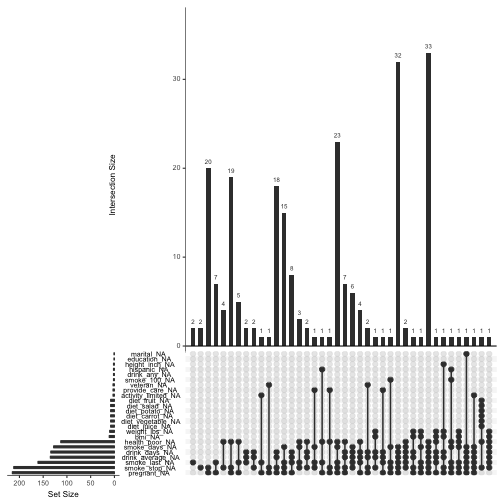 30
20
10
0
Intersection Size
2 2 20 7 4 19 5 2 2 1 1 18 15 8 3 2 1 1 1 23 7 6 4 2 1 1 1 32 2 1 1 33 1 1 1 1 1 1 1 1
marital_NA
education_NA
height_inch_NA
hispanic_NA
drink_any_NA
smoke_100_NA
veteran_NA
provide_care_NA
activity_limited_NA
diet_fruit_NA
diet_salad_NA
diet_potato_NA
diet_carrot_NA
diet_vegetable_NA
diet_juice_NA
weight_lbs_NA
bmi_NA
health_poor_NA
smoke_days_NA
drink_days_NA
drink_average_NA
smoke_last_NA
smoke_stop_NA
pregnant_NA
200 150 100 50 0
Set Size